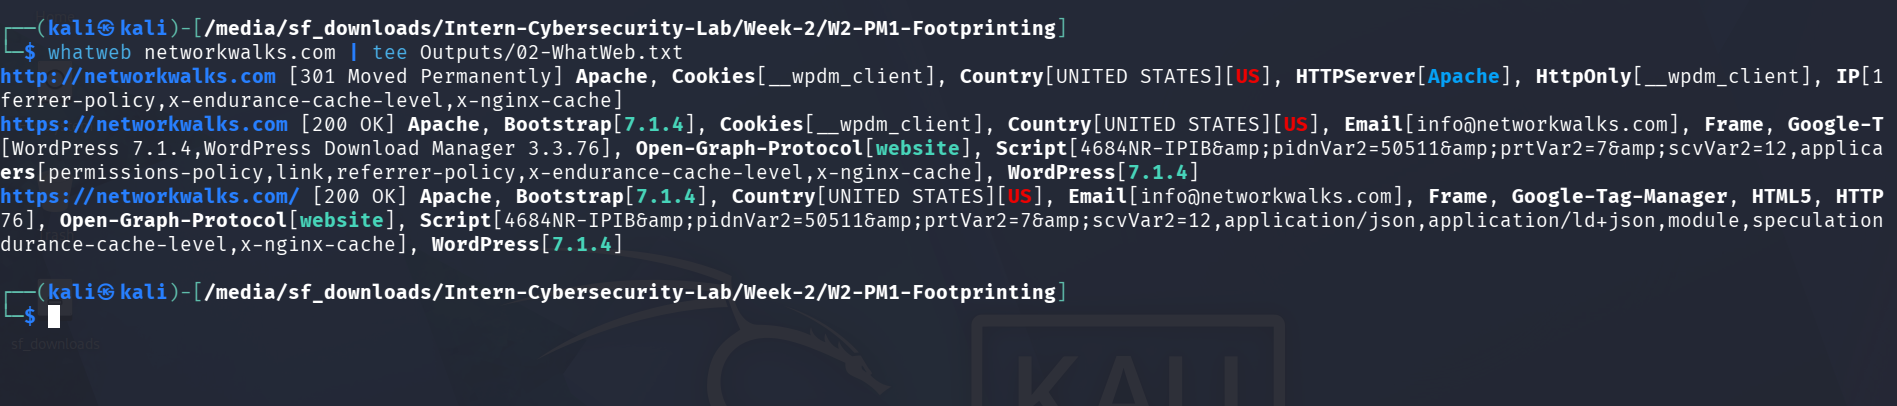 ┌──(kali㉿kali)-[/media/sf_downloads/Intern-Cybersecurity-Lab/Week-2/W2-PM1-Footprinting]
└─$ whatweb networkwalks.com | tee Outputs/02-WhatWeb.txt
http://networkwalks.com [301 Moved Permanently] Apache, Cookies[__wpdm_client], Country[UNITED STATES][US], HTTPServer[Apache], HttpOnly[__wpdm_client], IP[1
ferrer-policy,x-endurance-cache-level,x-nginx-cache]
https://networkwalks.com [200 OK] Apache, Bootstrap[7.1.4], Cookies[__wpdm_client], Country[UNITED STATES][US], Email[info@networkwalks.com], Frame, Google-T
[WordPress 7.1.4,WordPress Download Manager 3.3.76], Open-Graph-Protocol[website], Script[4684NR-IPIB&amp;pidnVar2=50511&amp;prtVar2=7&amp;scvVar2=12,applica
ers[permissions-policy,link,referrer-policy,x-endurance-cache-level,x-nginx-cache], WordPress[7.1.4]
https://networkwalks.com/ [200 OK] Apache, Bootstrap[7.1.4], Country[UNITED STATES][US], Email[info@networkwalks.com], Frame, Google-Tag-Manager, HTML5, HTTP
76], Open-Graph-Protocol[website], Script[4684NR-IPIB&amp;pidnVar2=50511&amp;prtVar2=7&amp;scvVar2=12,application/json,application/ld+json,module,speculation
durance-cache-level,x-nginx-cache], WordPress[7.1.4]
┌──(kali㉿kali)-[/media/sf_downloads/Intern-Cybersecurity-Lab/Week-2/W2-PM1-Footprinting]
└─$
sf_downloads
KALI